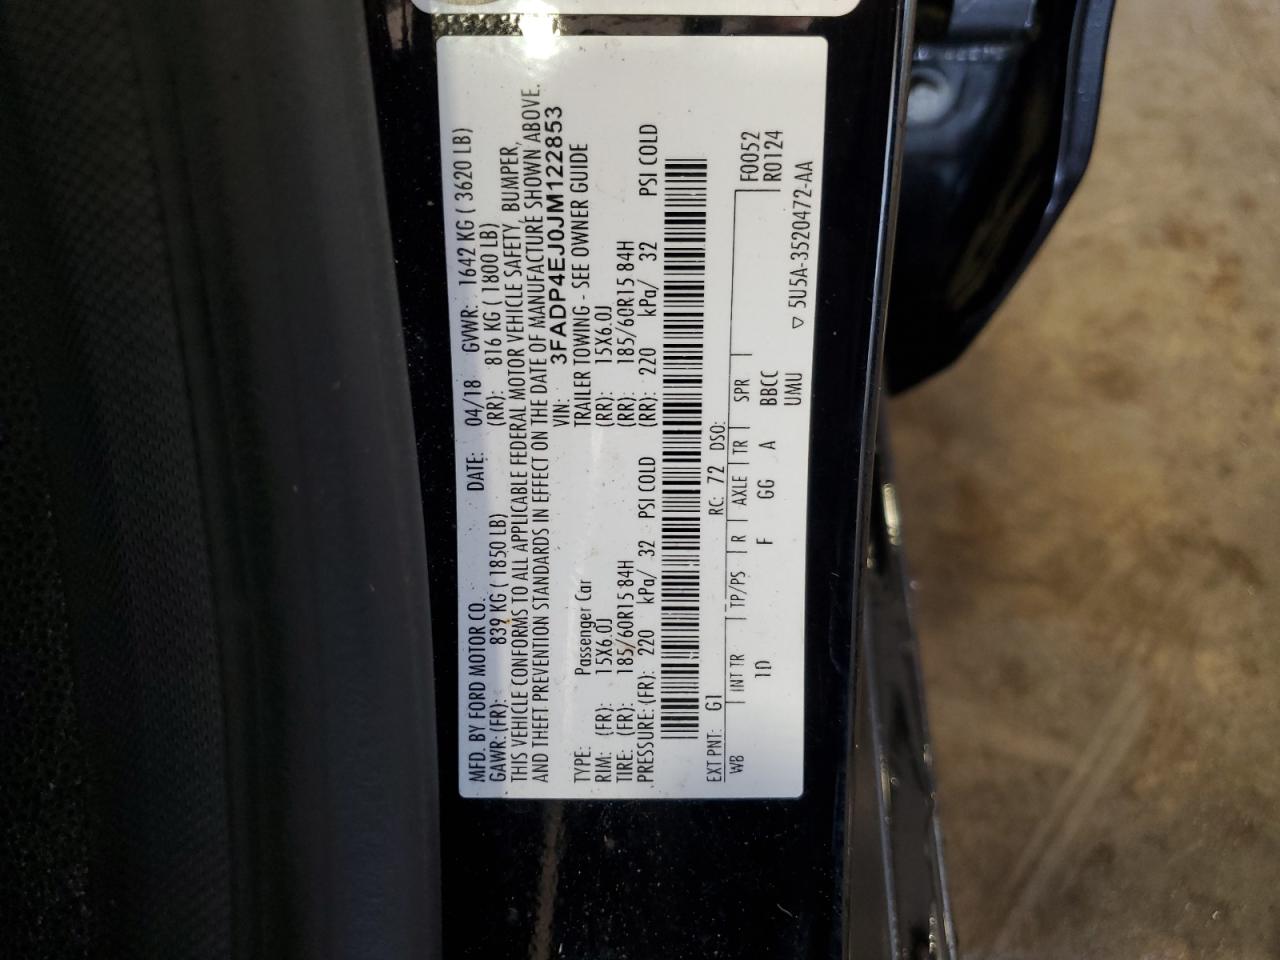 MFD. BY FORD MOTOR CO. DATE: 04/18 GVWR: 1642 KG ( 3620 LB)
GAWR: (FR): 839 KG ( 1850 LB) (RR): 816 KG ( 1800 LB)
THIS VEHICLE CONFORMS TO ALL APPLICABLE FEDERAL MOTOR VEHICLE SAFETY, BUMPER,
AND THEFT PREVENTION STANDARDS IN EFFECT ON THE DATE OF MANUFACTURE SHOWN ABOVE.
VIN: 3FADP4EJ0JM122853
TYPE: Passenger Car TRAILER TOWING - SEE OWNER GUIDE
RIM: (FR): 15X6.0J (RR): 15X6.0J
TIRE: (FR): 185/60R15 84H (RR): 185/60R15 84H
PRESSURE: (FR): 220 kPa/ 32 PSI COLD (RR): 220 kPa/ 32 PSI COLD
EXT PNT: G1 RC: 72 DSO:
WB INT TR TP/PS R AXLE TR SPR F0052
1D F GG A BBCC R0124
UMU
▽ 5U5A-3520472-AA